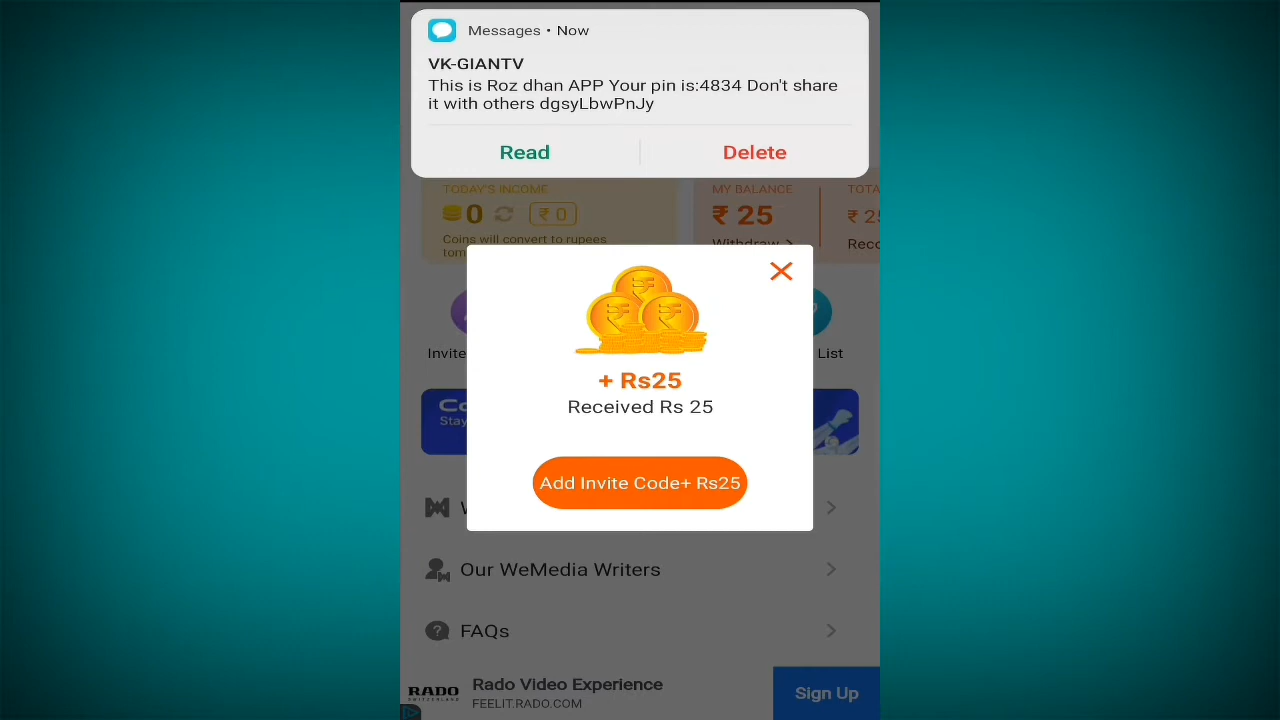 Messages • Now
VK-GIANTV
This is Roz dhan APP Your pin is:4834 Don't share
it with others dgsyLbwPnJy
Read
Delete
TODAY'S INCOME
0
₹ 0
Coins will convert to rupees
MY BALANCE
₹ 25
Withdraw >
+ Rs25
Received Rs 25
Add Invite Code+ Rs25
Invite
List
Our WeMedia Writers
FAQs
RADO
SWITZERLAND
Rado Video Experience
FEELIT.RADO.COM
Sign Up